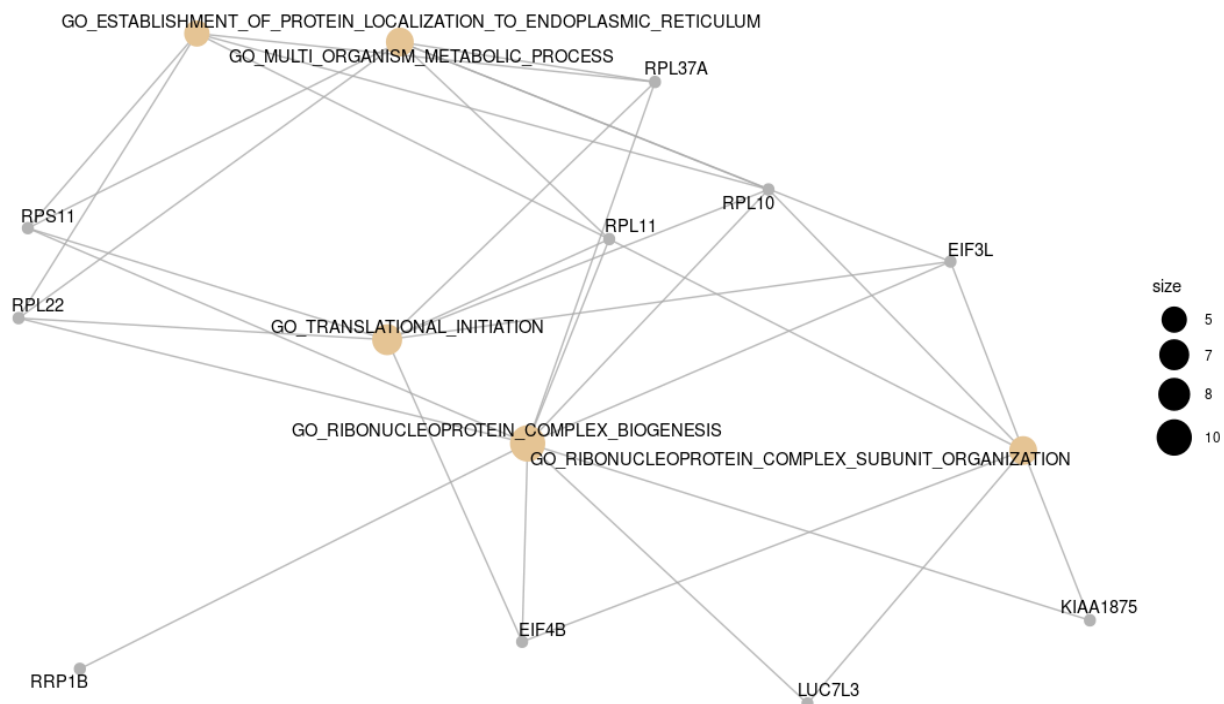 GO_ESTABLISHMENT_OF_PROTEIN_LOCALIZATION_TO_ENDOPLASMIC_RETICULUM
GO_MULTI_ORGANISM_METABOLIC_PROCESS
RPL37A
RPL10
RPS11
RPL11
EIF3L
size
5
7
8
10
RPL22
GO_TRANSLATIONAL_INITIATION
GO_RIBONUCLEOPROTEIN_COMPLEX_BIOGENESIS
GO_RIBONUCLEOPROTEIN_COMPLEX_SUBUNIT_ORGANIZATION
KIAA1875
EIF4B
RRP1B
LUC7L3